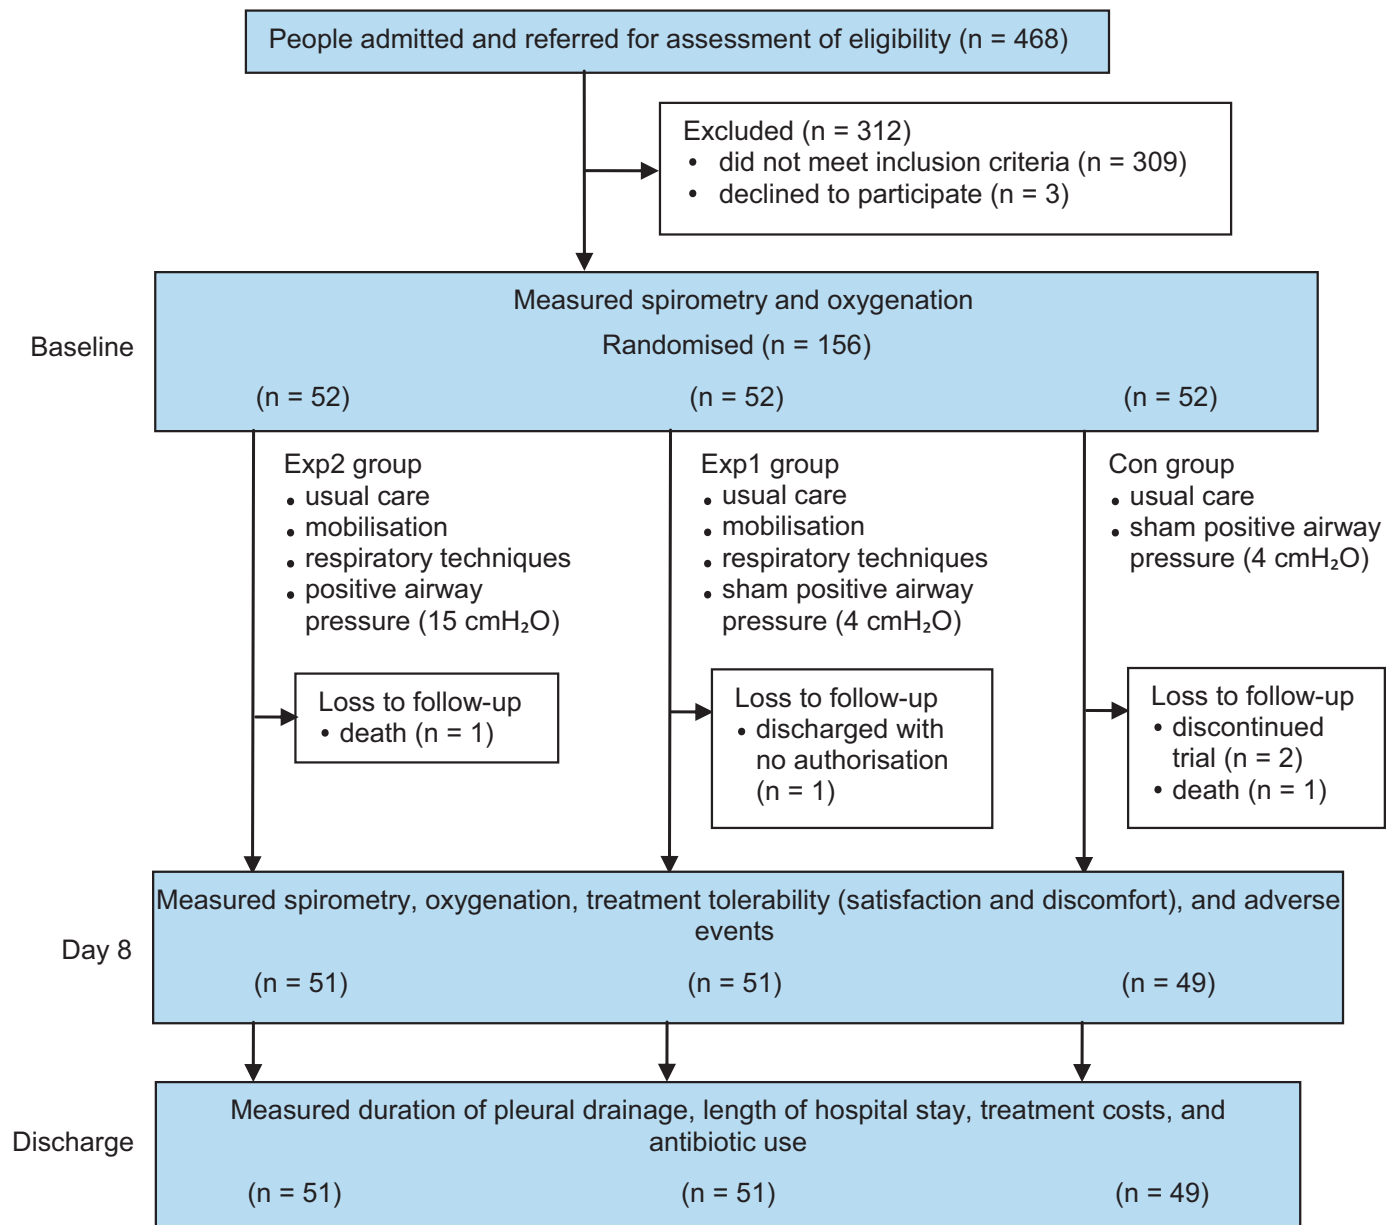 People admitted and referred for assessment of eligibility (n = 468)
Excluded (n = 312)
• did not meet inclusion criteria (n = 309)
• declined to participate (n = 3)
Baseline
Measured spirometry and oxygenation
Randomised (n = 156)
(n = 52) (n = 52) (n = 52)
Exp2 group
• usual care
• mobilisation
• respiratory techniques
• positive airway
pressure (15 cmH₂O)
Exp1 group
• usual care
• mobilisation
• respiratory techniques
• sham positive airway
pressure (4 cmH₂O)
Con group
• usual care
• sham positive airway
pressure (4 cmH₂O)
Loss to follow-up
• death (n = 1)
Loss to follow-up
• discharged with
no authorisation
(n = 1)
Loss to follow-up
• discontinued
trial (n = 2)
• death (n = 1)
Day 8
Measured spirometry, oxygenation, treatment tolerability (satisfaction and discomfort), and adverse
events
(n = 51) (n = 51) (n = 49)
Discharge
Measured duration of pleural drainage, length of hospital stay, treatment costs, and
antibiotic use
(n = 51) (n = 51) (n = 49)